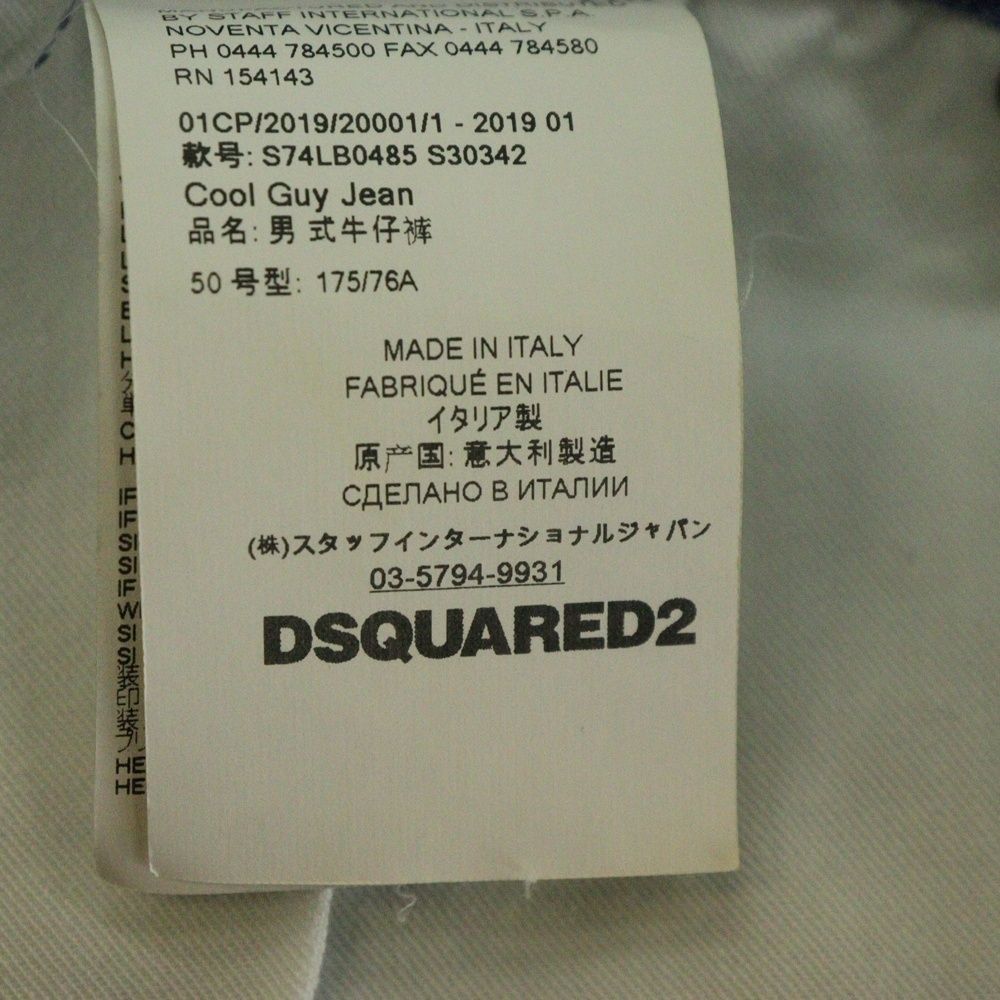 MANUFACTURED AND DISTRIBUTED
BY STAFF INTERNATIONAL S.P.A.
NOVENTA VICENTINA - ITALY
PH 0444 784500 FAX 0444 784580
RN 154143
01CP/2019/20001/1 - 2019 01
款号: S74LB0485 S30342
Cool Guy Jean
品名: 男 式牛仔裤
50 号型: 175/76A
MADE IN ITALY
FABRIQUÉ EN ITALIE
イタリア製
原产国: 意大利製造
СДЕЛАНО В ИТАЛИИ
(株)スタッフインターナショナルジャパン
03-5794-9931
DSQUARED2